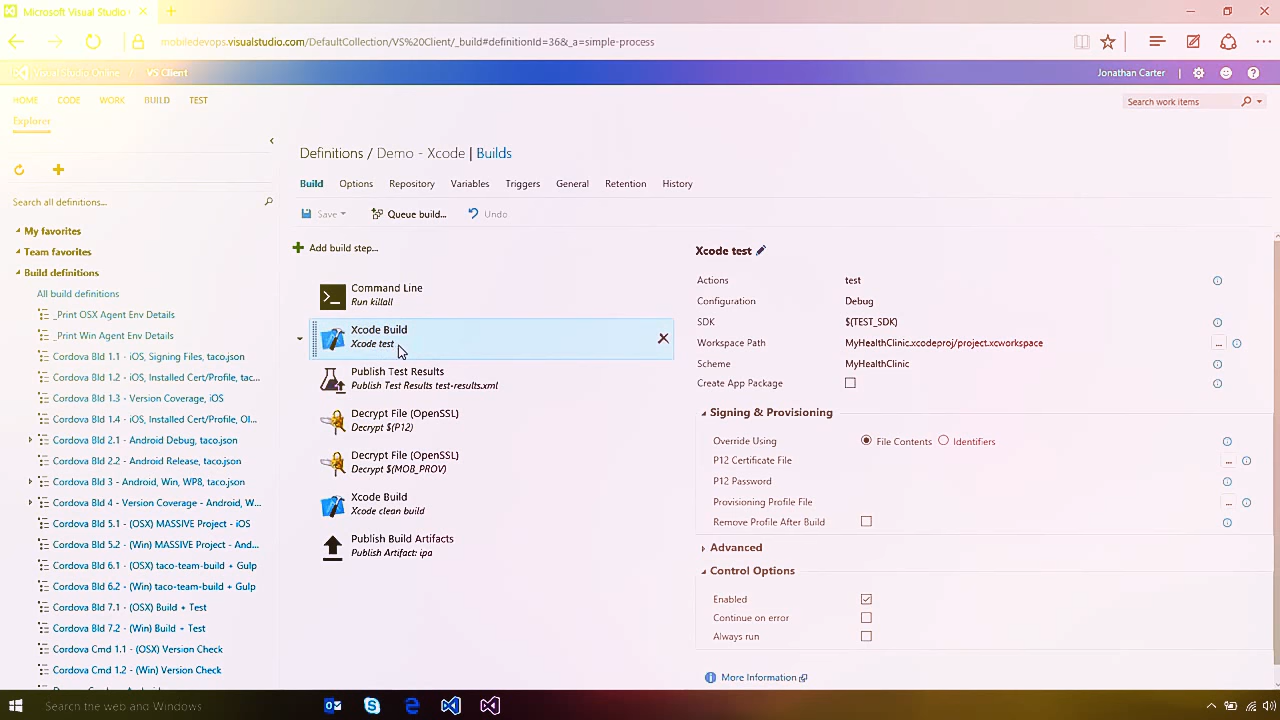 Microsoft Visual Studio
mobiledevops.visualstudio.com/DefaultCollection/VS%20Client/_build#definitionId=36&_a=simple-process
Visual Studio Online / VS Client
Jonathan Carter
HOME CODE WORK BUILD TEST
Search work items
Explorer
Definitions / Demo - Xcode | Builds
Build Options Repository Variables Triggers General Retention History
Search all definitions...
Save Queue build... Undo
My favorites
Team favorites
Build definitions
All build definitions
_Print OSX Agent Env Details
_Print Win Agent Env Details
Cordova Bld 1.1 - iOS, Signing Files, taco.json
Cordova Bld 1.2 - iOS, Installed Cert/Profile, tac...
Cordova Bld 1.3 - Version Coverage, iOS
Cordova Bld 1.4 - iOS, Installed Cert/Profile, Ol...
Cordova Bld 2.1 - Android Debug, taco.json
Cordova Bld 2.2 - Android Release, taco.json
Cordova Bld 3 - Android, Win, WP8, taco.json
Cordova Bld 4 - Version Coverage - Android, W...
Cordova Bld 5.1 - (OSX) MASSIVE Project - iOS
Cordova Bld 5.2 - (Win) MASSIVE Project - And...
Cordova Bld 6.1 - (OSX) taco-team-build + Gulp
Cordova Bld 6.2 - (Win) taco-team-build + Gulp
Cordova Bld 7.1 - (OSX) Build + Test
Cordova Bld 7.2 - (Win) Build + Test
Cordova Cmd 1.1 - (OSX) Version Check
Cordova Cmd 1.2 - (Win) Version Check
Add build step...
Command Line
Run killall
Xcode Build
Xcode test
Publish Test Results
Publish Test Results test-results.xml
Decrypt File (OpenSSL)
Decrypt $(P12)
Decrypt File (OpenSSL)
Decrypt $(MOB_PROV)
Xcode Build
Xcode clean build
Publish Build Artifacts
Publish Artifact: ipa
Xcode test
Actions test
Configuration Debug
SDK $(TEST_SDK)
Workspace Path MyHealthClinic.xcodeproj/project.xcworkspace ...
Scheme MyHealthClinic
Create App Package
Signing & Provisioning
Override Using File Contents Identifiers
P12 Certificate File ...
P12 Password
Provisioning Profile File ...
Remove Profile After Build
Advanced
Control Options
Enabled
Continue on error
Always run
More Information
Search the web and Windows